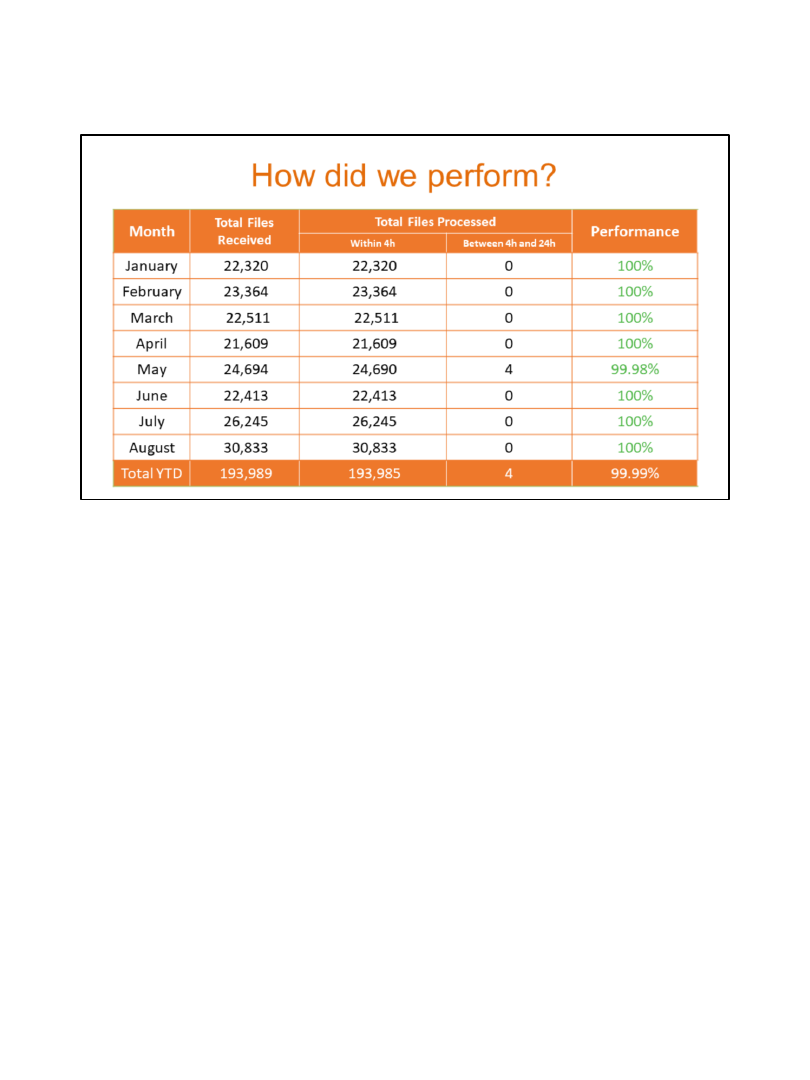 How did we perform?
Month Total Files Received Total Files Processed Performance
Within 4h Between 4h and 24h
January 22,320 22,320 0 100%
February 23,364 23,364 0 100%
March 22,511 22,511 0 100%
April 21,609 21,609 0 100%
May 24,694 24,690 4 99.98%
June 22,413 22,413 0 100%
July 26,245 26,245 0 100%
August 30,833 30,833 0 100%
Total YTD 193,989 193,985 4 99.99%